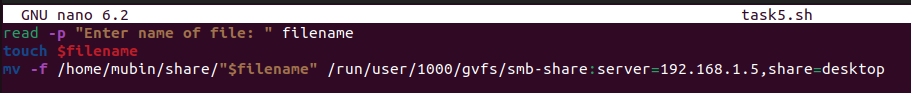 GNU nano 6.2 task5.sh
read -p "Enter name of file: " filename
touch $filename
mv -f /home/mubin/share/"$filename" /run/user/1000/gvfs/smb-share:server=192.168.1.5,share=desktop